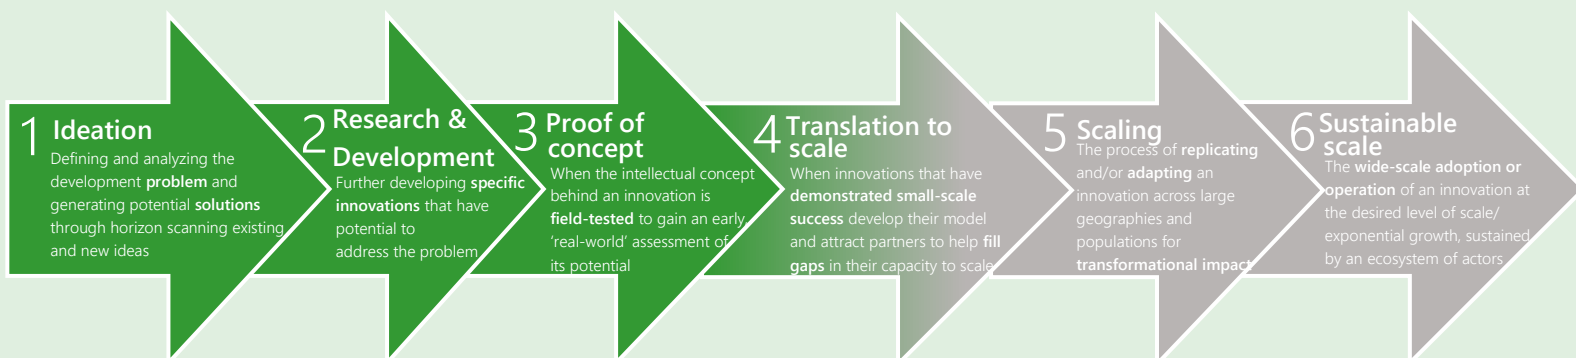 1 Ideation
Defining and analyzing the
development problem and
generating potential solutions
through horizon scanning existing
and new ideas
2 Research &
Development
Further developing specific
innovations that have
potential to
address the problem
3 Proof of
concept
When the intellectual concept
behind an innovation is
field-tested to gain an early,
‘real-world’ assessment of
its potential
4 Translation to
scale
When innovations that have
demonstrated small-scale
success develop their model
and attract partners to help fill
gaps in their capacity to scale
5 Scaling
The process of replicating
and/or adapting an
innovation across large
geographies and
populations for
transformational impact
6 Sustainable
scale
The wide-scale adoption or
operation of an innovation at
the desired level of scale/
exponential growth, sustained
by an ecosystem of actors